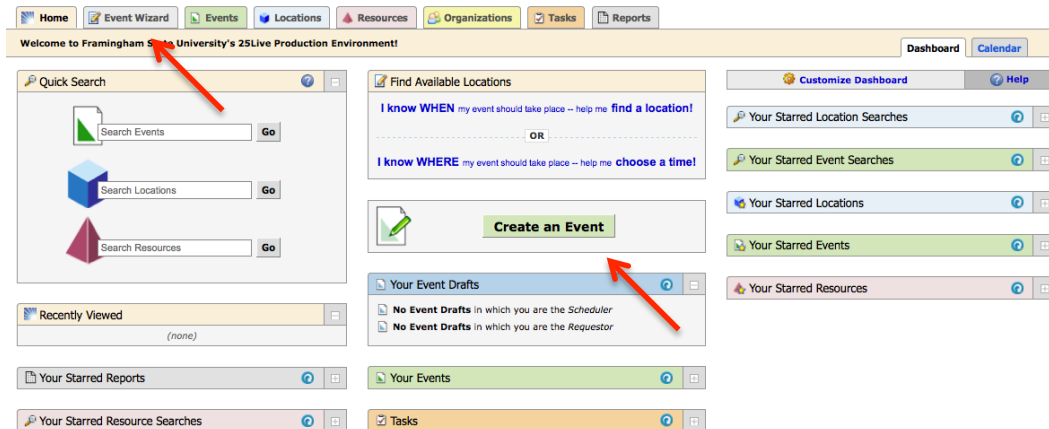 Home
Event Wizard
Events
Locations
Resources
Organizations
Tasks
Reports
Welcome to Framingham State University's 25Live Production Environment!
Dashboard
Calendar
Quick Search
Search Events
Go
Search Locations
Go
Search Resources
Go
Recently Viewed
(none)
Your Starred Reports
Your Starred Resource Searches
Find Available Locations
I know WHEN my event should take place -- help me find a location!
OR
I know WHERE my event should take place -- help me choose a time!
Create an Event
Your Event Drafts
No Event Drafts in which you are the Scheduler
No Event Drafts in which you are the Requestor
Your Events
Tasks
Customize Dashboard
Help
Your Starred Location Searches
Your Starred Event Searches
Your Starred Locations
Your Starred Events
Your Starred Resources